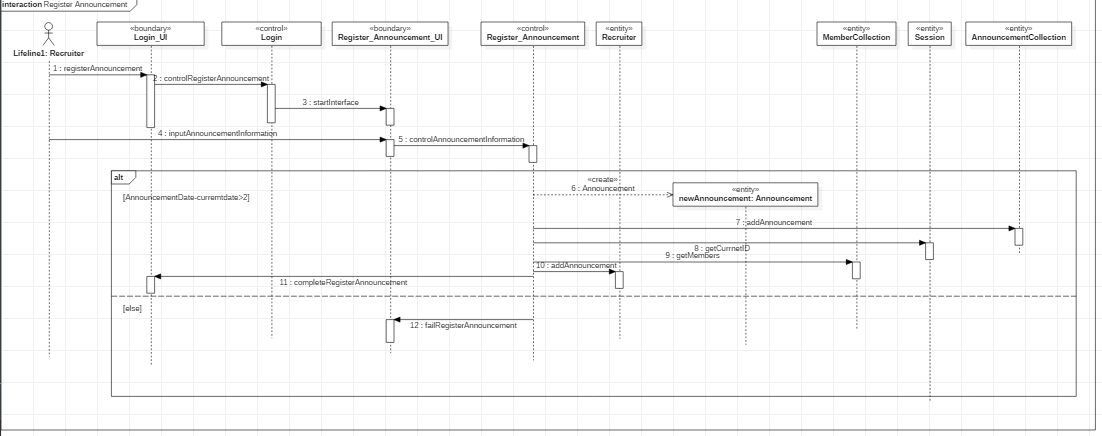 interaction Register Announcement
«boundary»
Login_UI
«control»
Login
«boundary»
Register_Announcement_UI
«control»
Register_Announcement
«entity»
Recruiter
«entity»
MemberCollection
«entity»
Session
«entity»
AnnouncementCollection
Lifeline1: Recruiter
1 : registerAnnouncement
2 : controlRegisterAnnouncement
3 : startInterface
4 : inputAnnouncementInformation
5 : controlAnnouncementInformation
alt
[AnnouncementDate-curremtdate>2]
«create»
6 : Announcement
«entity»
newAnnouncement: Announcement
7 : addAnnouncement
8 : getCurrnetID
9 : getMembers
10 : addAnnouncement
11 : completeRegisterAnnouncement
[else]
12 : failRegisterAnnouncement